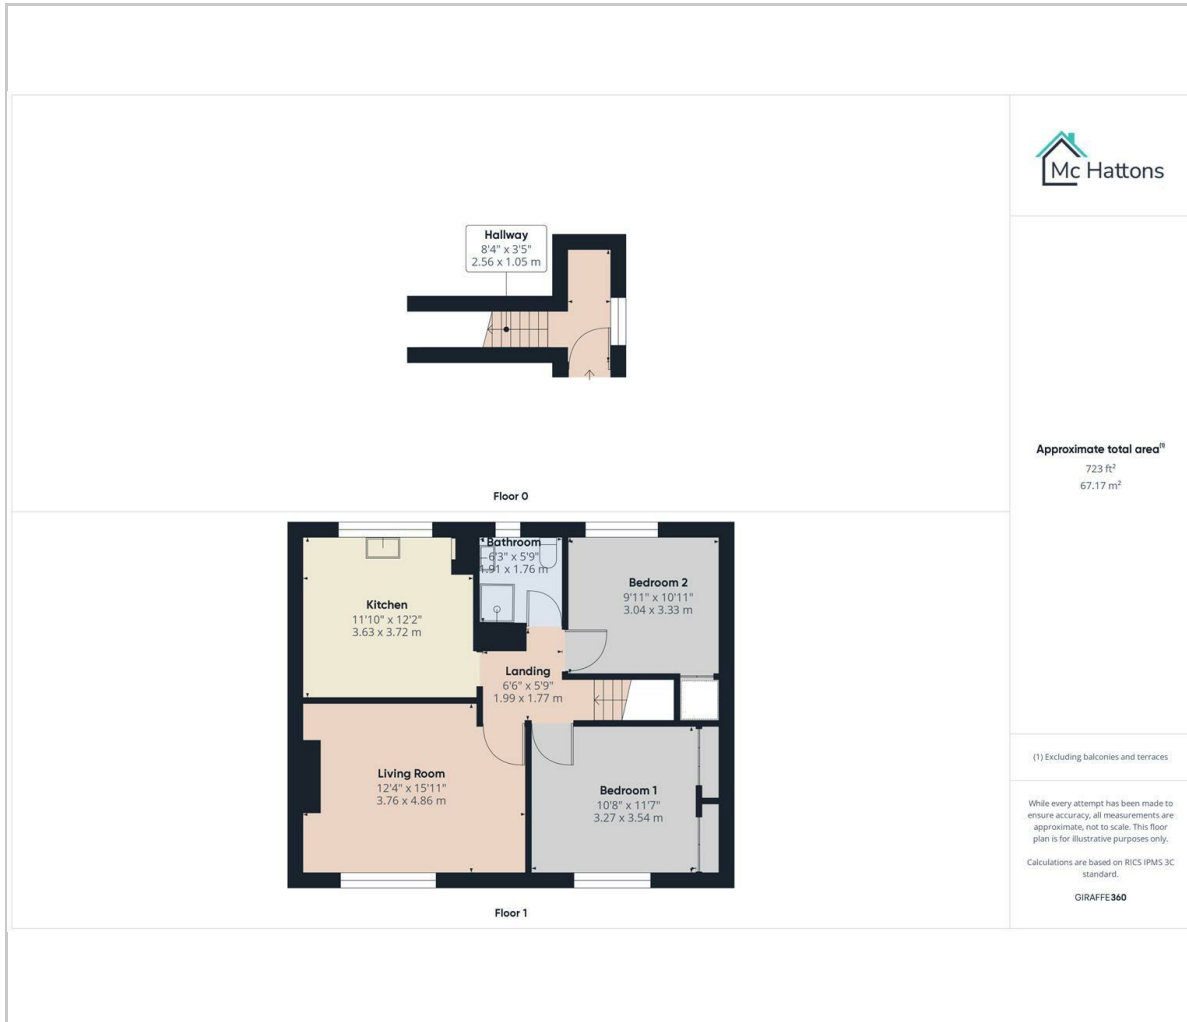 Mc Hattons
Hallway
8'4" x 3'5"
2.56 x 1.05 m
Floor 0
Approximate total area(1)
723 ft²
67.17 m²
Bathroom
6'3" x 5'9"
1.91 x 1.76 m
Bedroom 2
9'11" x 10'11"
3.04 x 3.33 m
Kitchen
11'10" x 12'2"
3.63 x 3.72 m
Landing
6'6" x 5'9"
1.99 x 1.77 m
Living Room
12'4" x 15'11"
3.76 x 4.86 m
Bedroom 1
10'8" x 11'7"
3.27 x 3.54 m
Floor 1
(1) Excluding balconies and terraces
While every attempt has been made to
ensure accuracy, all measurements are
approximate, not to scale. This floor
plan is for illustrative purposes only.
Calculations are based on RICS IPMS 3C
standard.
GIRAFFE360